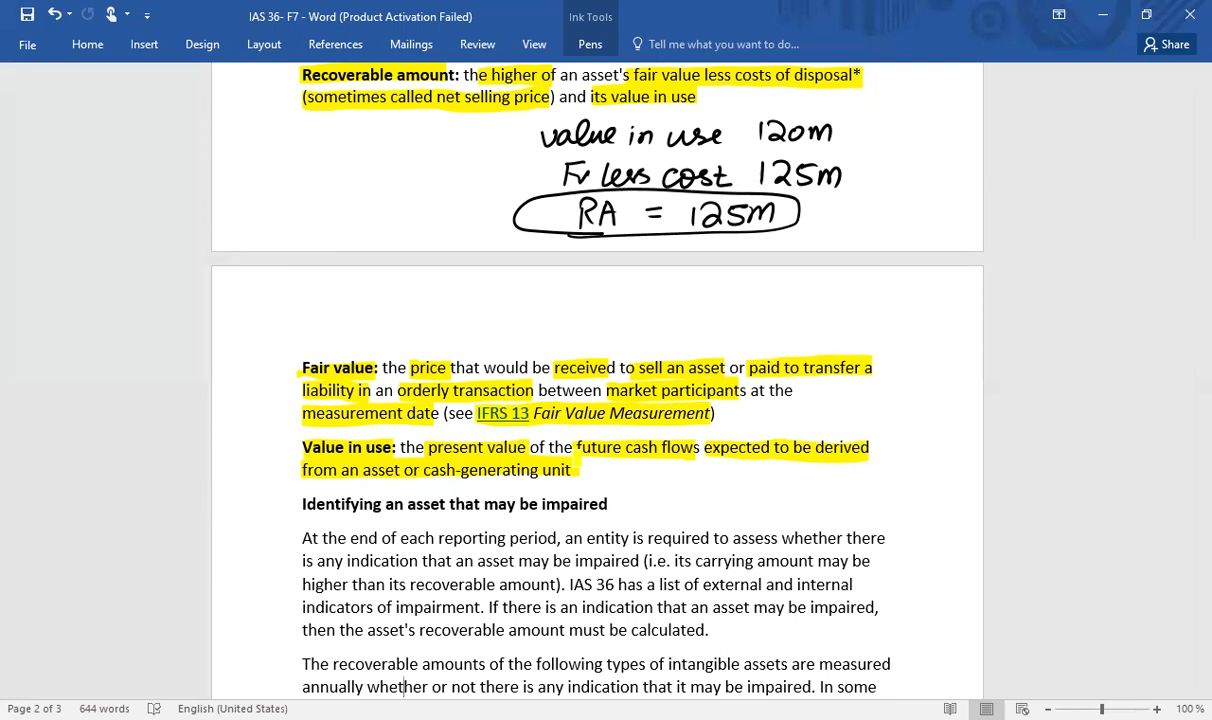 IAS 36- F7 - Word (Product Activation Failed)
Ink Tools
File Home Insert Design Layout References Mailings Review View Pens Tell me what you want to do... Share
Recoverable amount: the higher of an asset's fair value less costs of disposal*
(sometimes called net selling price) and its value in use
value in use 120m
Fv less cost 125m
RA = 125m
Fair value: the price that would be received to sell an asset or paid to transfer a
liability in an orderly transaction between market participants at the
measurement date (see IFRS 13 Fair Value Measurement)
Value in use: the present value of the future cash flows expected to be derived
from an asset or cash-generating unit
Identifying an asset that may be impaired
At the end of each reporting period, an entity is required to assess whether there
is any indication that an asset may be impaired (i.e. its carrying amount may be
higher than its recoverable amount). IAS 36 has a list of external and internal
indicators of impairment. If there is an indication that an asset may be impaired,
then the asset's recoverable amount must be calculated.
The recoverable amounts of the following types of intangible assets are measured
annually whether or not there is any indication that it may be impaired. In some
Page 2 of 3 644 words English (United States) 100 %